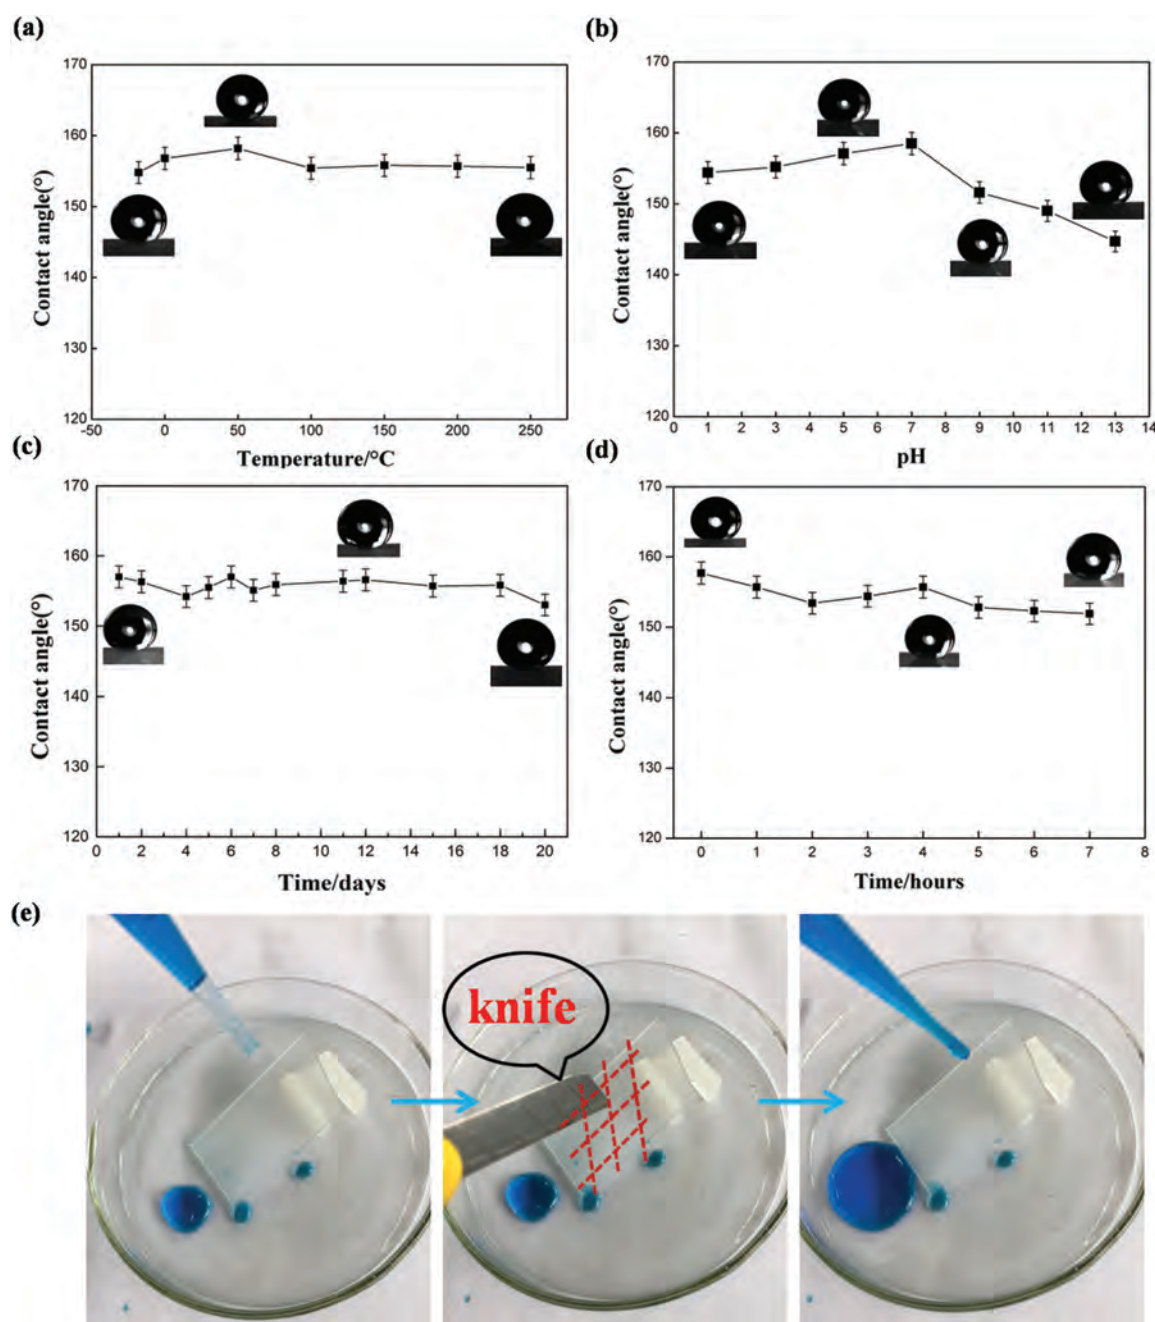 (a)
170
160
150
140
130
120
-50 0 50 100 150 200 250
Contact angle(°)
Temperature/°C
(b)
170
160
150
140
130
120
0 1 2 3 4 5 6 7 8 9 10 11 12 13 14
Contact angle(°)
pH
(c)
170
160
150
140
130
120
0 2 4 6 8 10 12 14 16 18 20
Contact angle(°)
Time/days
(d)
170
160
150
140
130
120
0 1 2 3 4 5 6 7 8
Contact angle(°)
Time/hours
(e)
knife